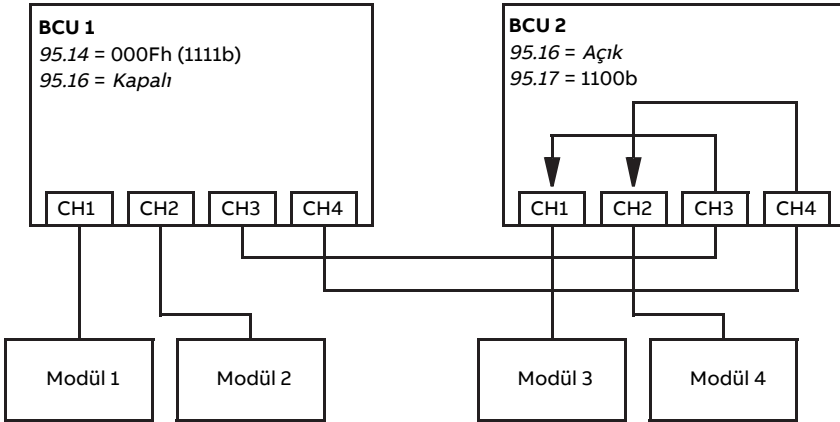 BCU 1
95.14 = 000Fh (1111b)
95.16 = Kapalı
BCU 2
95.16 = Açık
95.17 = 1100b
CH1 CH2 CH3 CH4
CH1 CH2 CH3 CH4
Modül 1 Modül 2
Modül 3 Modül 4